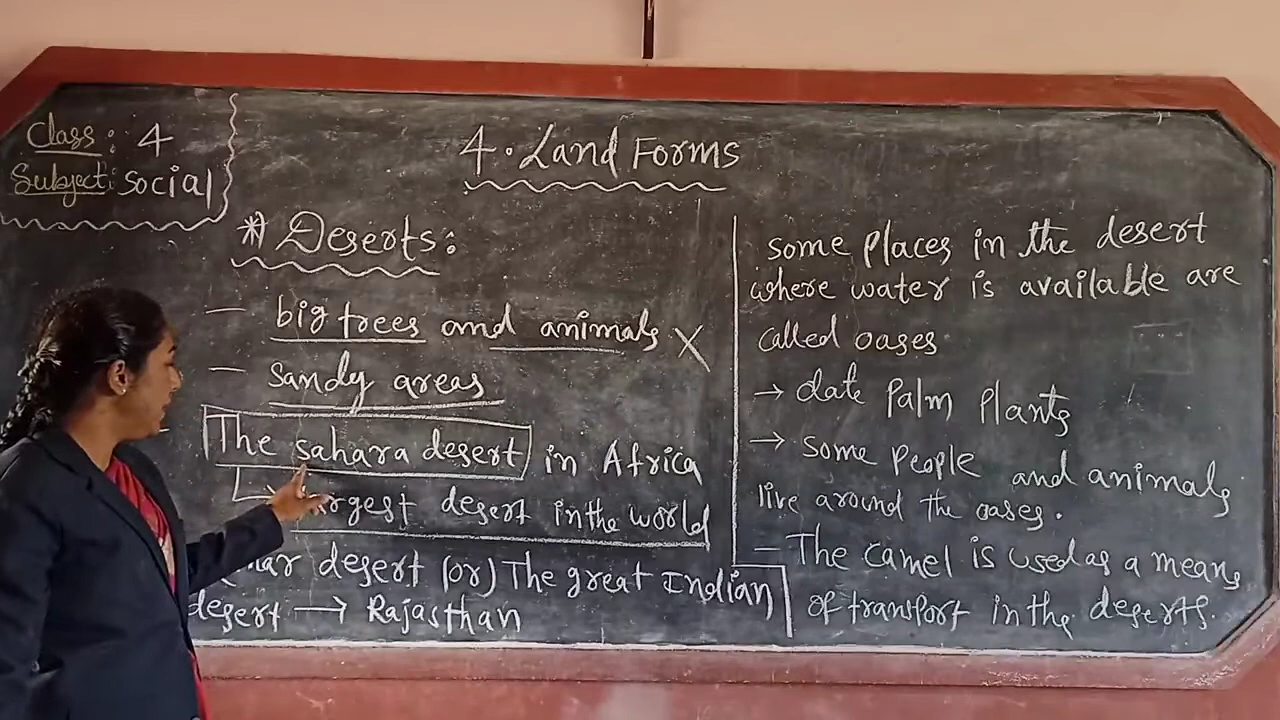 Class: 4
Subject: Social
4. Land Forms
* Deserts:
- big trees and animals X
- Sandy areas
The sahara desert in Africa
→ largest desert in the world
desert (or) The great Indian
desert → Rajasthan
some places in the desert
where water is available are
called oases
→ date Palm Plants
→ some People and animals
live around the oases.
- The camel is used as a means
of transport in the deserts.